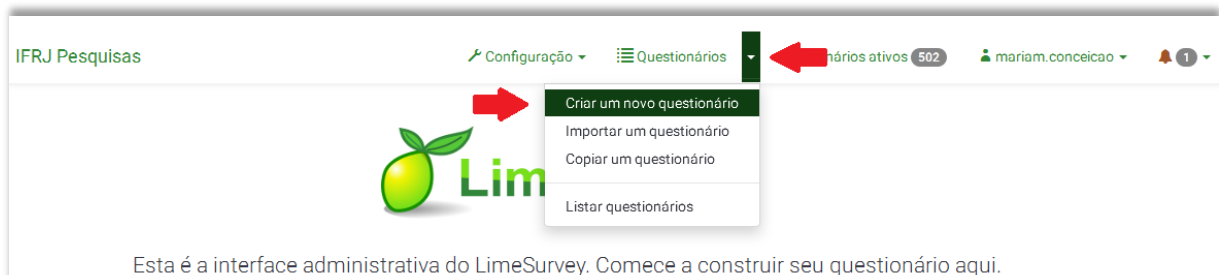 IFRJ Pesquisas Configuração Questionários nários ativos 502 mariam.conceicao 1
Criar um novo questionário
Importar um questionário
Copiar um questionário
Lim
Listar questionários
Esta é a interface administrativa do LimeSurvey. Comece a construir seu questionário aqui.